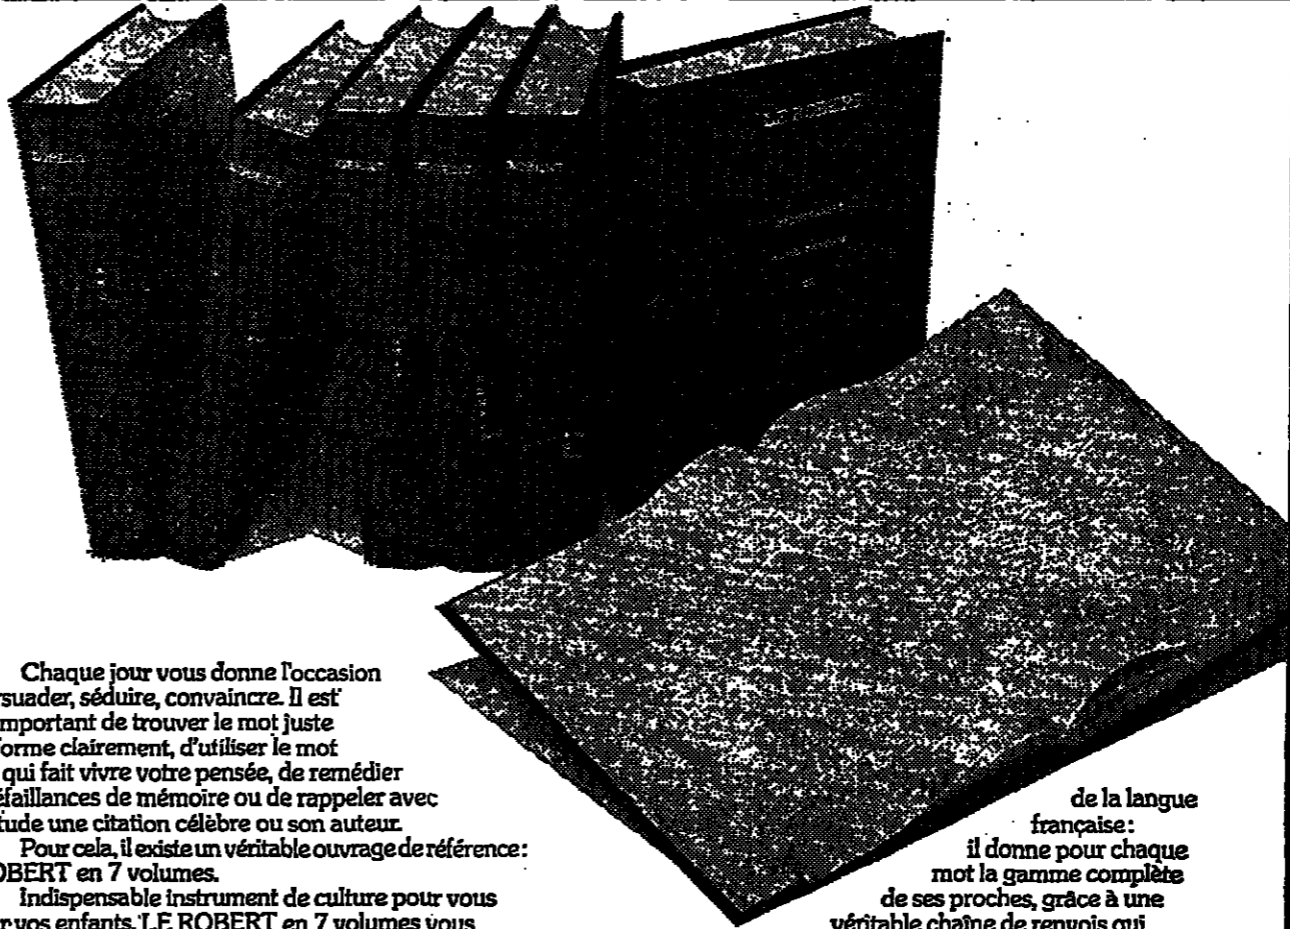 Chaque jour vous donne l'occasion
rsuader, séduire, convaincre. Il est
mportant de trouver le mot juste
forme clairement, d'utiliser le mot
qui fait vivre votre pensée, de remédier
éfaillances de mémoire ou de rappeler avec
tude une citation célèbre ou son auteur.
Pour cela, il existe un véritable ouvrage de référence:
OBERT en 7 volumes.
Indispensable instrument de culture pour vous
r vos enfants, LE ROBERT en 7 volumes vous
de la langue
française:
il donne pour chaque
mot la gamme complète
de ses proches, grâce à une
véritable chaîne de renvois qui